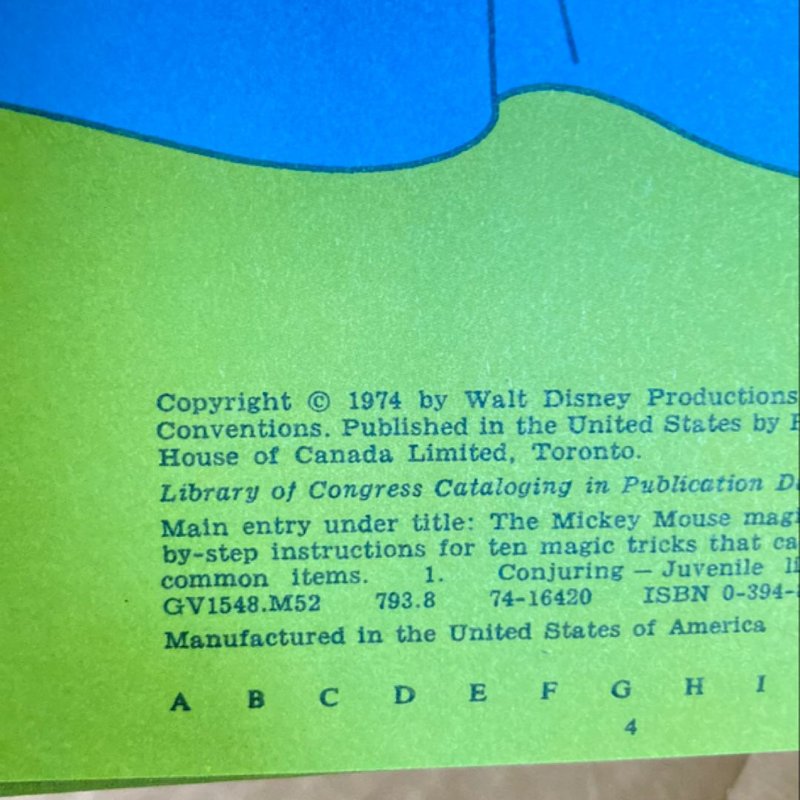 Copyright © 1974 by Walt Disney Productions
Conventions. Published in the United States by
House of Canada Limited, Toronto.
Library of Congress Cataloging in Publication
Main entry under title: The Mickey Mouse
by-step instructions for ten magic tricks that
common items. 1. Conjuring — Juvenile
GV1548.M52 793.8 74-16420 ISBN 0-394-
Manufactured in the United States of America
A B C D E F G H I
4